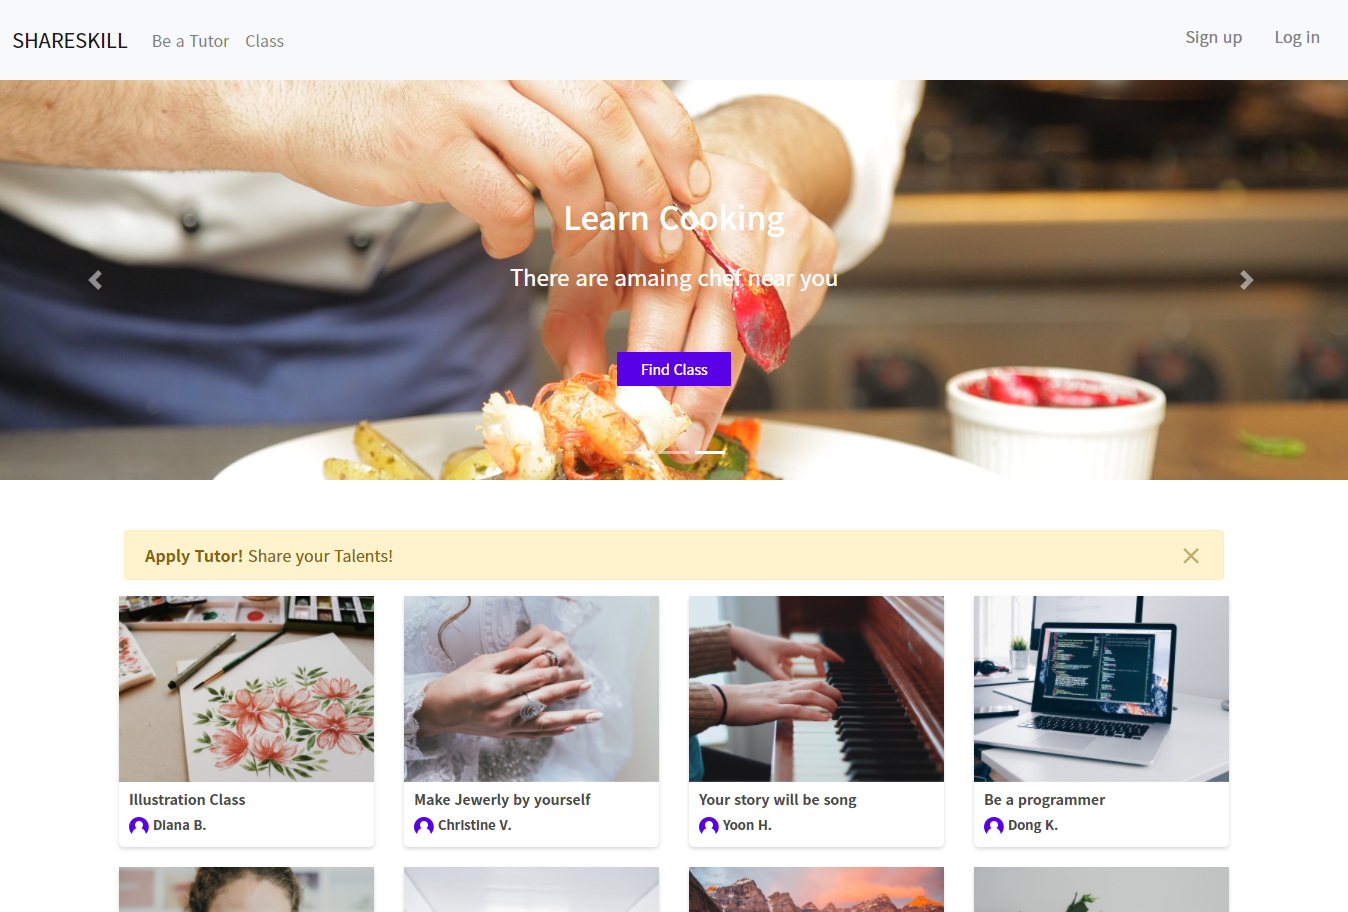 SHARESKILL Be a Tutor Class Sign up Log in
Learn Cooking
There are amaing chef near you
Find Class
Apply Tutor! Share your Talents!
Illustration Class
Diana B.
Make Jewerly by yourself
Christine V.
Your story will be song
Yoon H.
Be a programmer
Dong K.